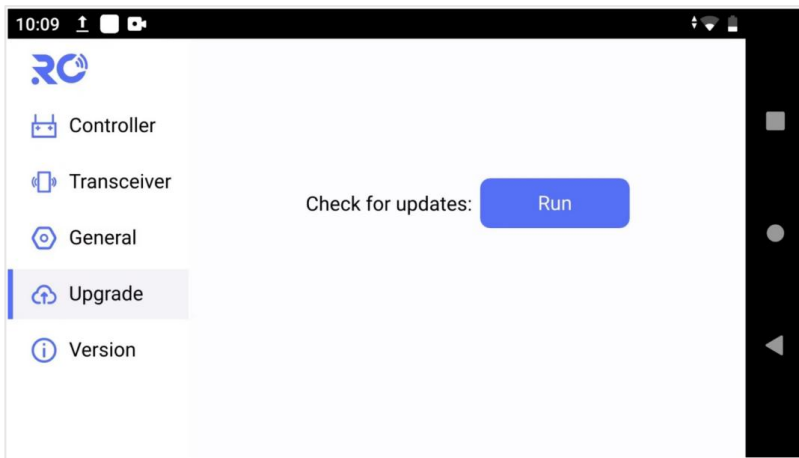 10:09
RC
Controller
Transceiver
General
Upgrade
Version
Check for updates: Run